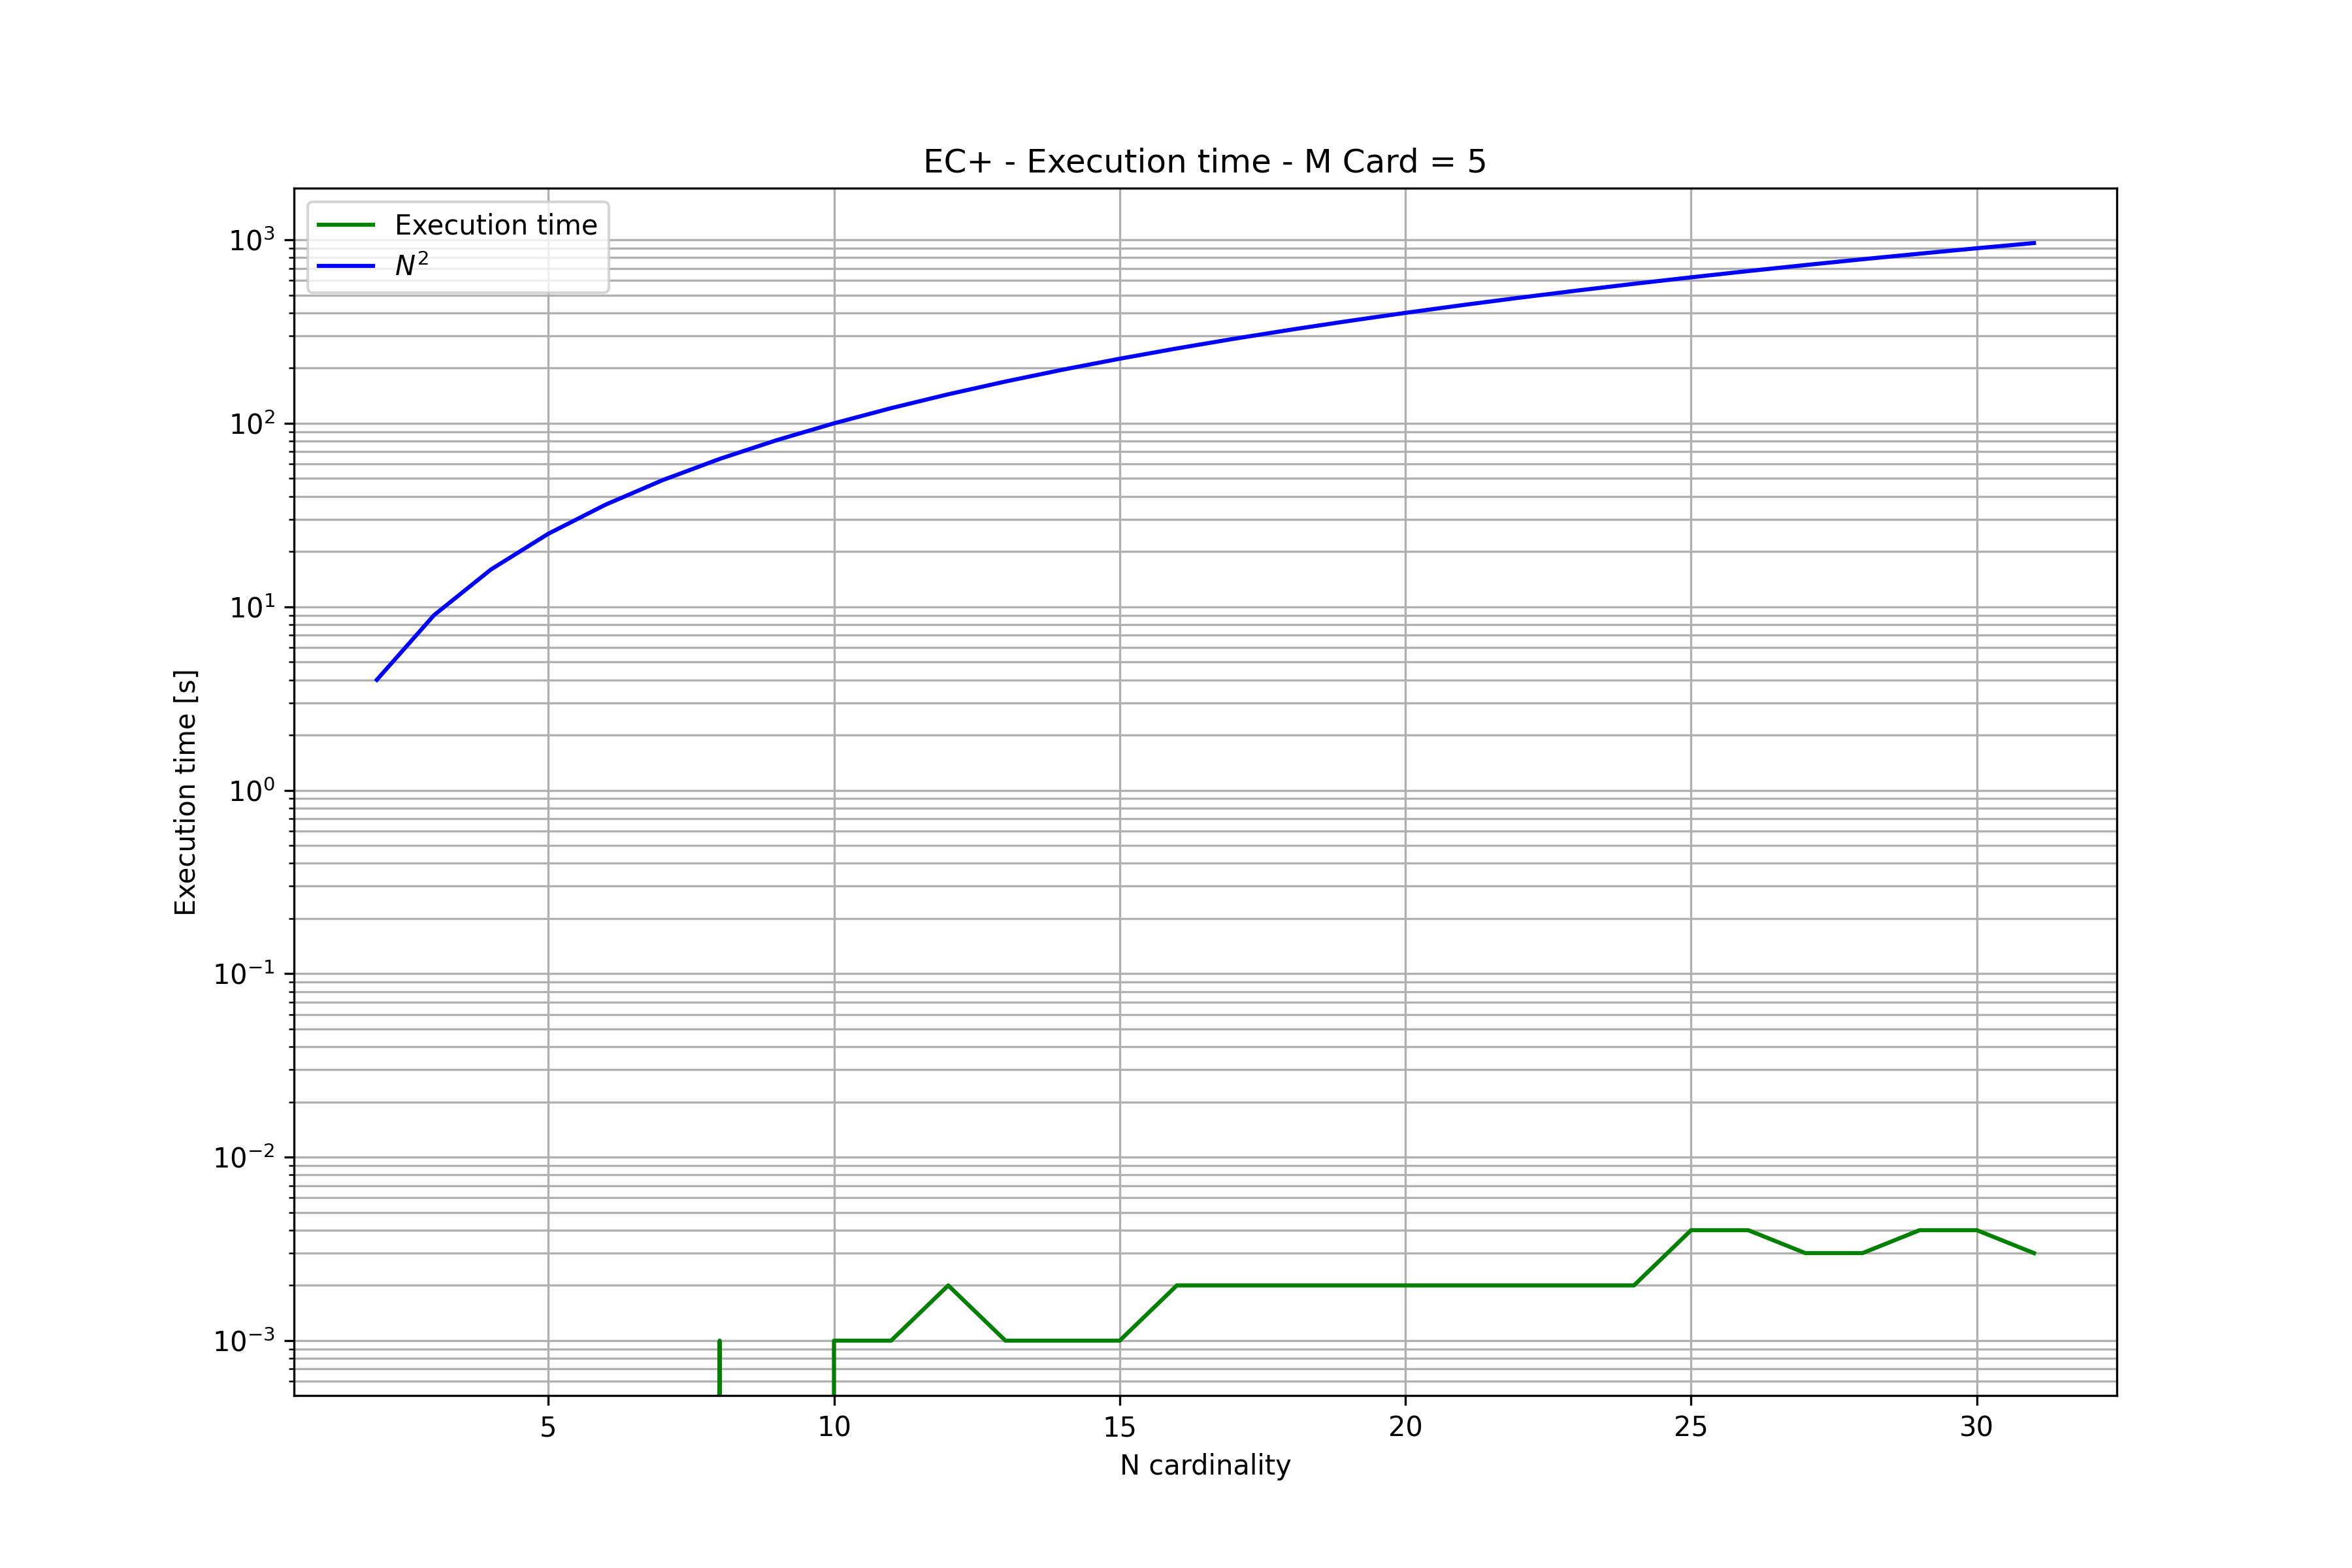 EC+ - Execution time - M Card = 5
Execution time
N²
10³
10²
10¹
10⁰
10⁻¹
10⁻²
10⁻³
Execution time [s]
5 10 15 20 25 30
N cardinality